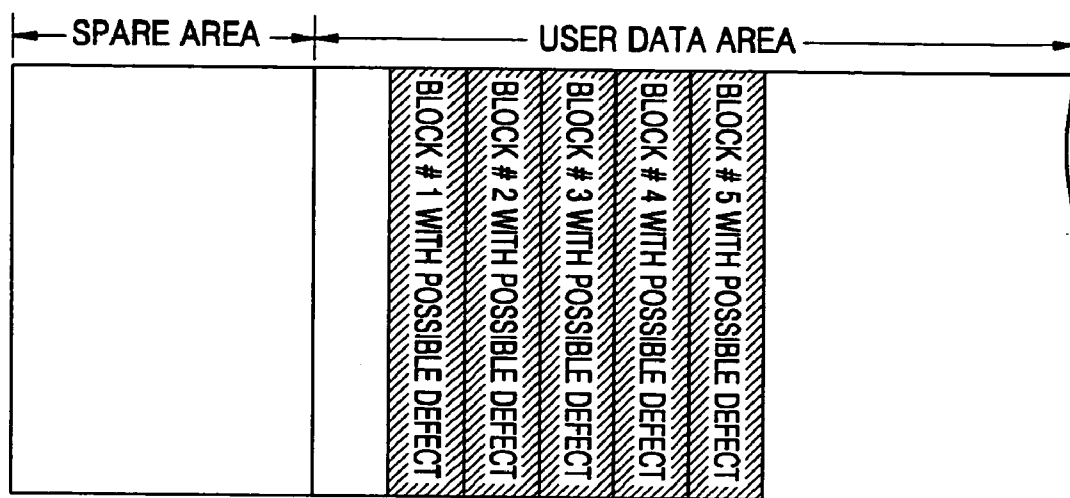 SPARE AREA
USER DATA AREA
BLOCK # 1 WITH POSSIBLE DEFECT
BLOCK # 2 WITH POSSIBLE DEFECT
BLOCK # 3 WITH POSSIBLE DEFECT
BLOCK # 4 WITH POSSIBLE DEFECT
BLOCK # 5 WITH POSSIBLE DEFECT